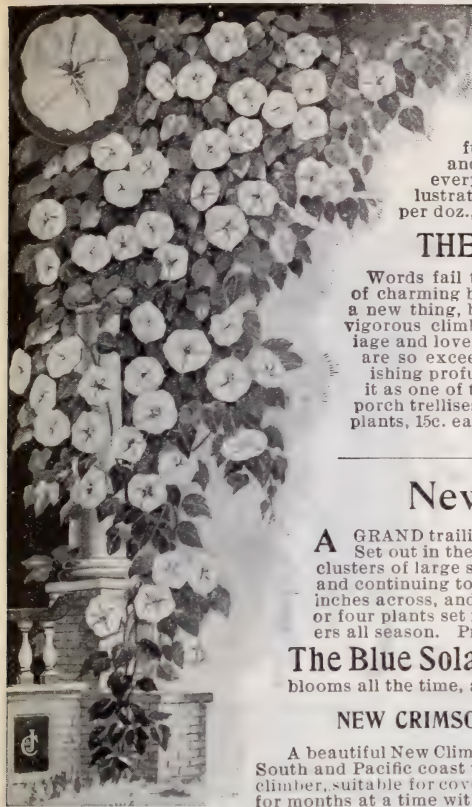 fu
and
every
lustrat
per doz.,
THE
Words fail t
of charming b
a new thing, b
vigorous climb
iage and love
are so excee
ishing profu
it as one of t
porch trellises
plants, 15c. ea
New
A GRAND traili
Set out in the
clusters of large s
and continuing to
inches across, and
or four plants set
ers all season. P
The Blue Sola
blooms all the time, a
NEW CRIMSO
A beautiful New Clim
South and Pacific coast
climber, suitable for cov
for months at a time wit